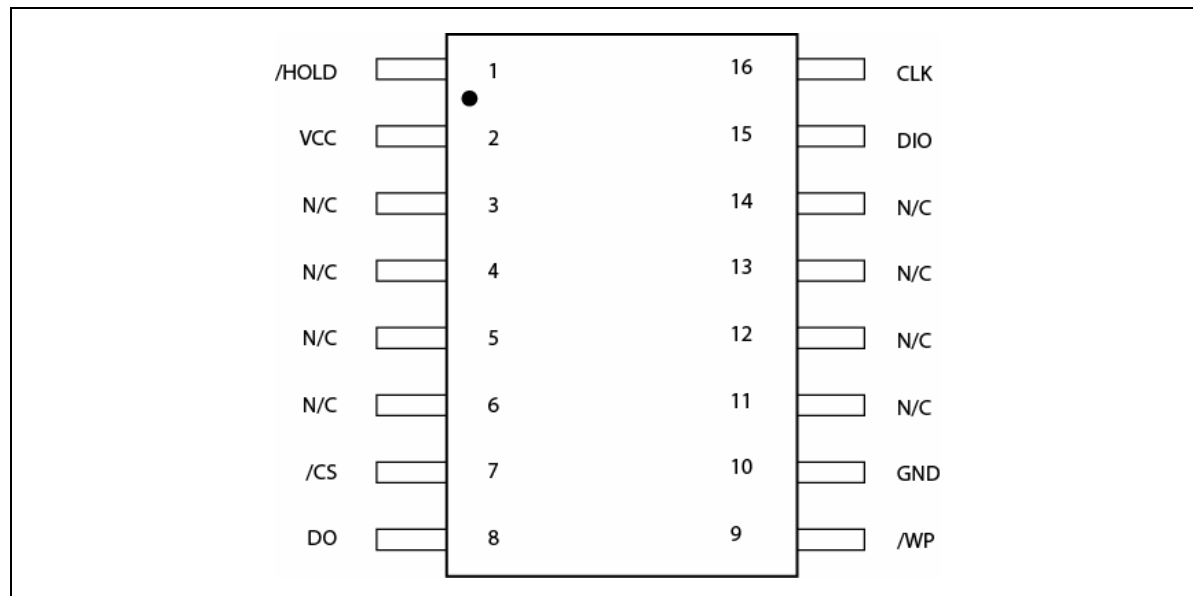 /HOLD 1 16 CLK
VCC 2 15 DIO
N/C 3 14 N/C
N/C 4 13 N/C
N/C 5 12 N/C
N/C 6 11 N/C
/CS 7 10 GND
DO 8 9 /WP